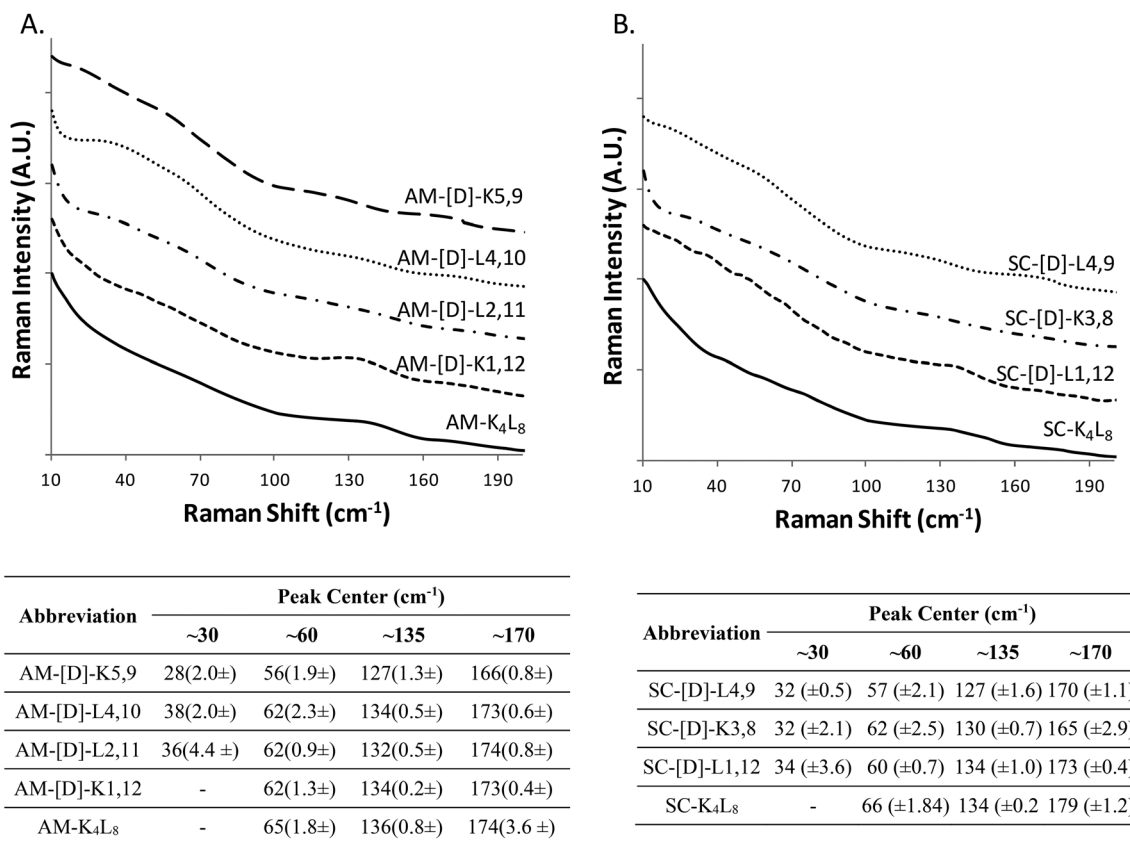 A.
Raman Intensity (A.U.)
AM-[D]-K5,9
AM-[D]-L4,10
AM-[D]-L2,11
AM-[D]-K1,12
AM-K₄L₈
10 40 70 100 130 160 190
Raman Shift (cm⁻¹)
B.
Raman Intensity (A.U.)
SC-[D]-L4,9
SC-[D]-K3,8
SC-[D]-L1,12
SC-K₄L₈
10 40 70 100 130 160 190
Raman Shift (cm⁻¹)
Abbreviation Peak Center (cm⁻¹)
~30 ~60 ~135 ~170
AM-[D]-K5,9 28(2.0±) 56(1.9±) 127(1.3±) 166(0.8±)
AM-[D]-L4,10 38(2.0±) 62(2.3±) 134(0.5±) 173(0.6±)
AM-[D]-L2,11 36(4.4 ±) 62(0.9±) 132(0.5±) 174(0.8±)
AM-[D]-K1,12 - 62(1.3±) 134(0.2±) 173(0.4±)
AM-K₄L₈ - 65(1.8±) 136(0.8±) 174(3.6 ±)
Abbreviation Peak Center (cm⁻¹)
~30 ~60 ~135 ~170
SC-[D]-L4,9 32 (±0.5) 57 (±2.1) 127 (±1.6) 170 (±1.1)
SC-[D]-K3,8 32 (±2.1) 62 (±2.5) 130 (±0.7) 165 (±2.9)
SC-[D]-L1,12 34 (±3.6) 60 (±0.7) 134 (±1.0) 173 (±0.4)
SC-K₄L₈ - 66 (±1.84) 134 (±0.2 179 (±1.2)